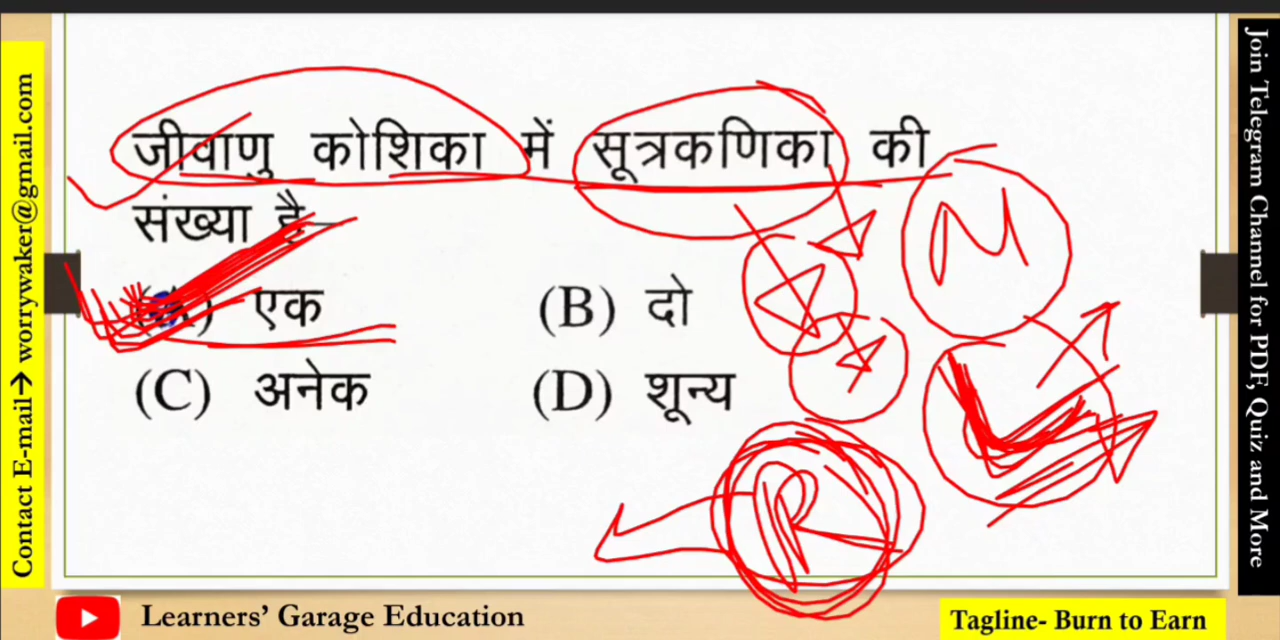 जीवाणु कोशिका में सूत्रकणिका की
संख्या है
एक
(B) दो
(C) अनेक
(D) शून्य
M
R
Contact E-mail→ worrywaker@gmail.com
Join Telegram Channel for PDF, Quiz and More
Learners’ Garage Education
Tagline- Burn to Earn